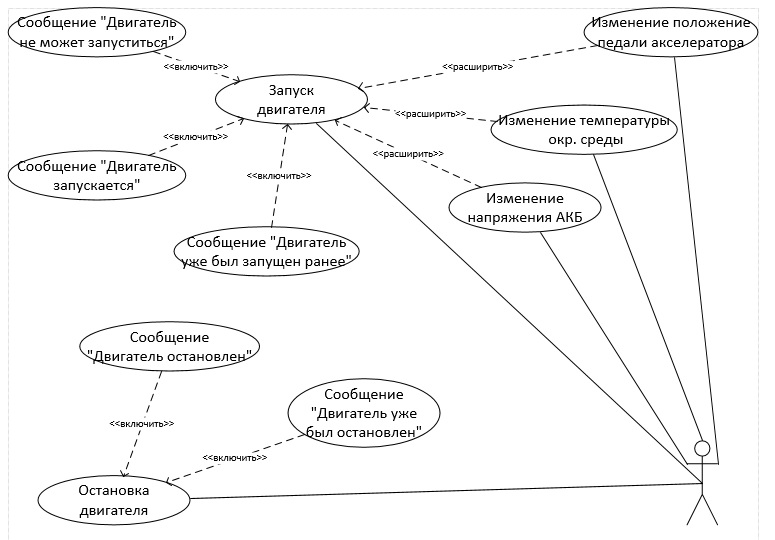 Сообщение "Двигатель
не может запуститься"
Изменение положение
педали акселератора
<<включить>>
<<расширить>>
Запуск
двигателя
<<расширить>>
Изменение температуры
окр. среды
<<включить>>
<<расширить>>
Сообщение "Двигатель
запускается"
<<включить>>
Изменение
напряжения АКБ
Сообщение "Двигатель
уже был запущен ранее"
Сообщение
"Двигатель остановлен"
Сообщение
"Двигатель уже
был остановлен"
<<включить>>
<<включить>>
Остановка
двигателя